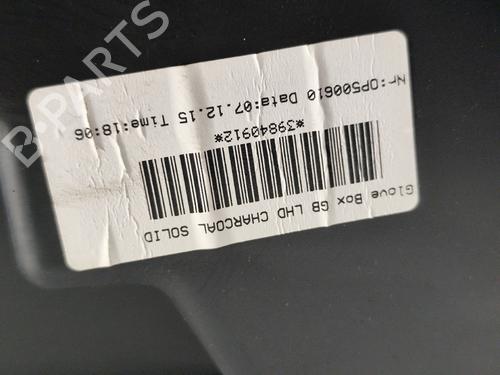 Nr:OP500610 Data:07.12.15 Time:18:06
*39840912*
Glove Box GB LHD CHARCOAL SOLID
B-PARTS